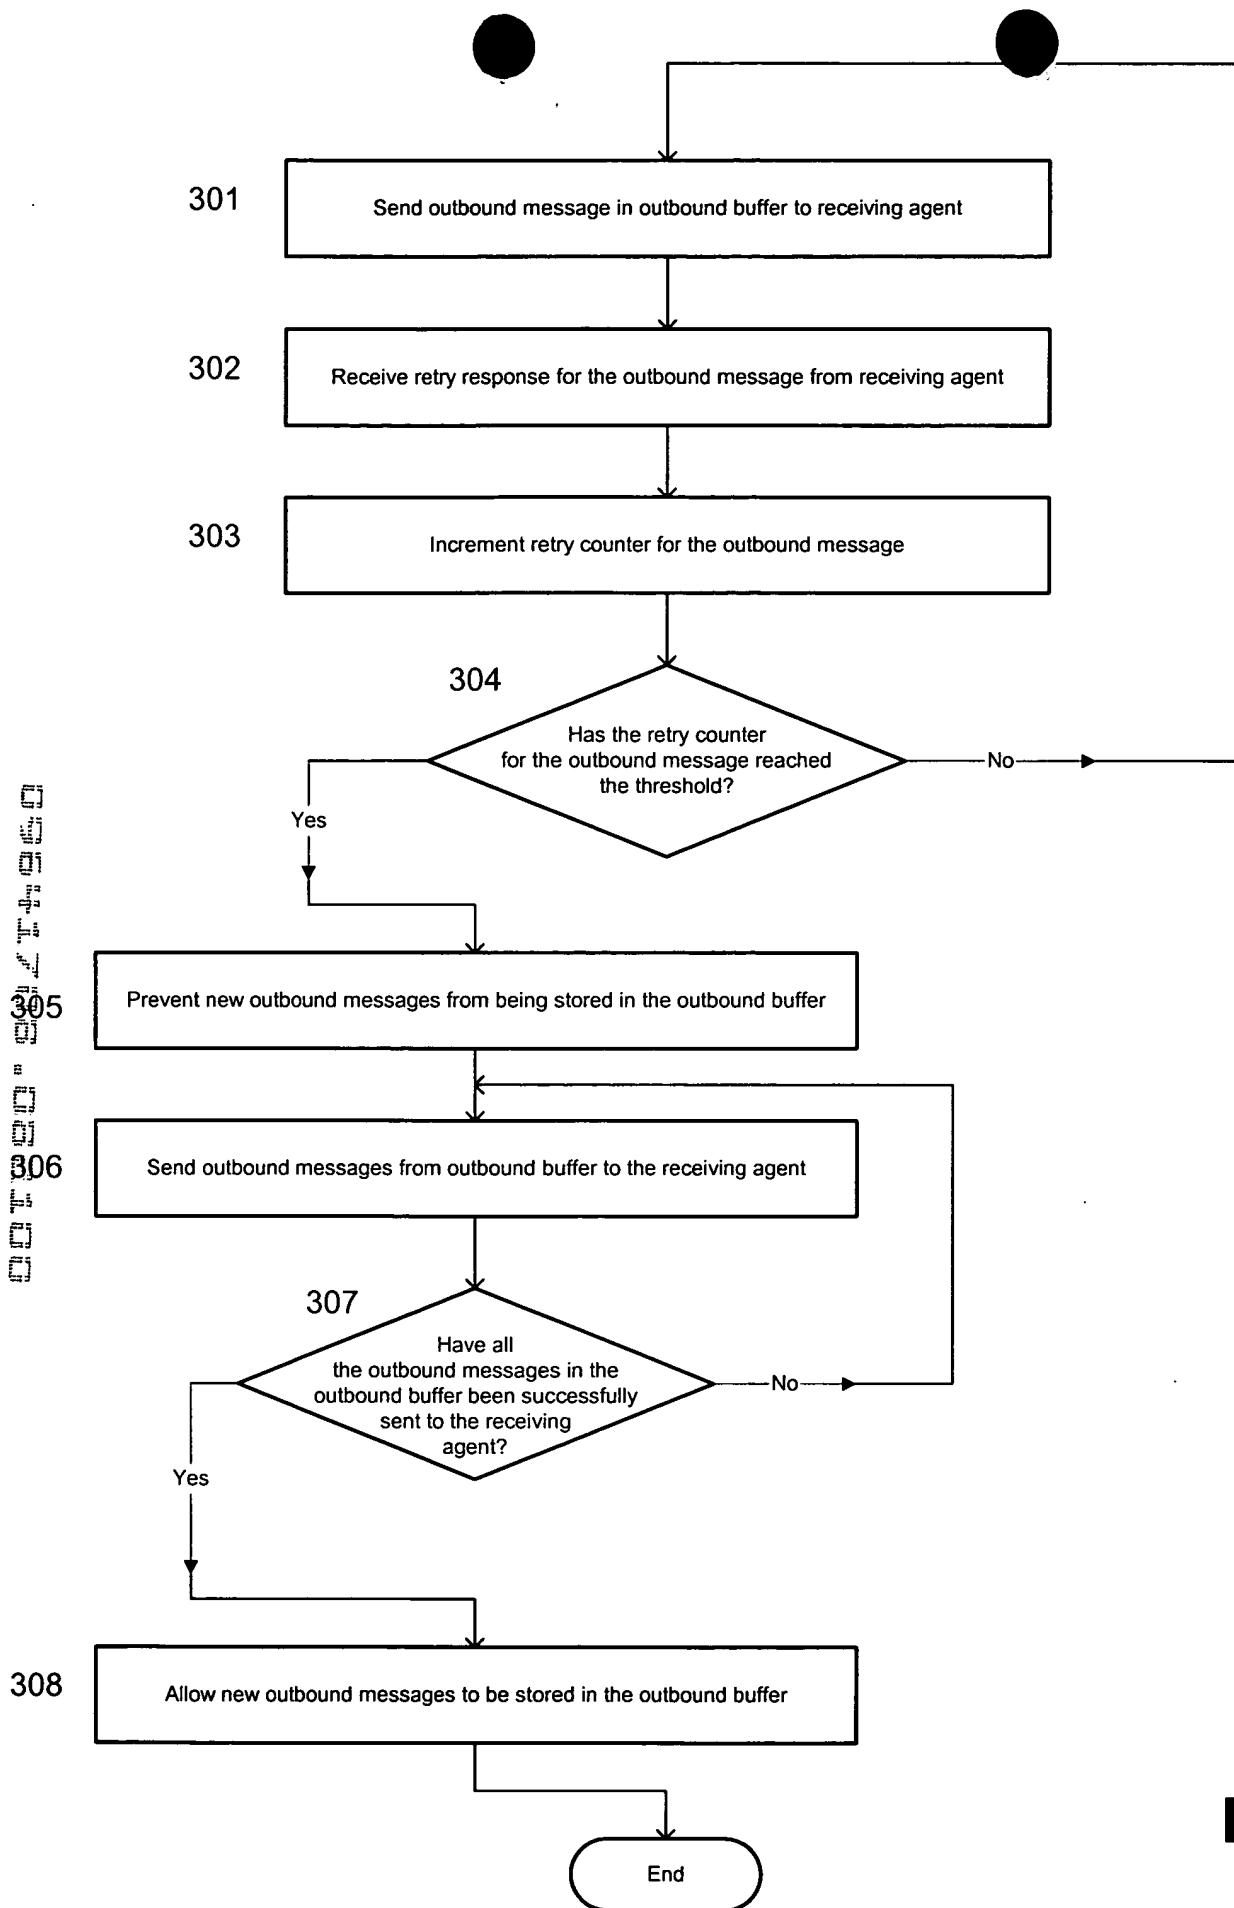 301
Send outbound message in outbound buffer to receiving agent
302
Receive retry response for the outbound message from receiving agent
303
Increment retry counter for the outbound message
304
Has the retry counter
for the outbound message reached
the threshold?
No
Yes
305
Prevent new outbound messages from being stored in the outbound buffer
306
Send outbound messages from outbound buffer to the receiving agent
307
Have all
the outbound messages in the
outbound buffer been successfully
sent to the receiving
agent?
No
Yes
308
Allow new outbound messages to be stored in the outbound buffer
End